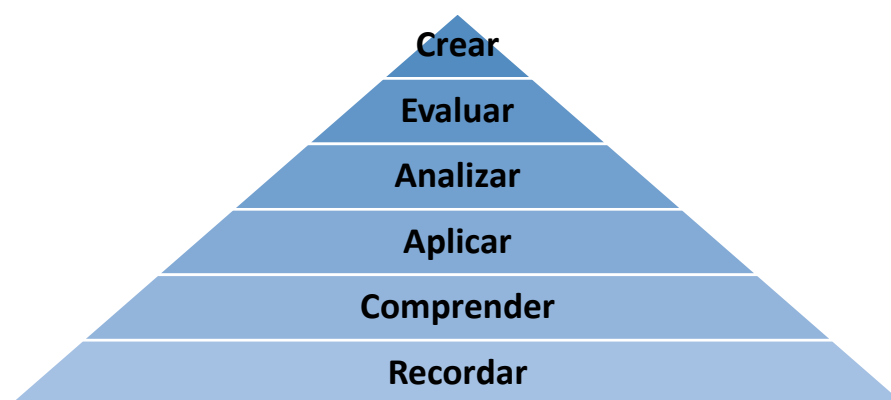 Crear
Evaluar
Analizar
Aplicar
Comprender
Recordar